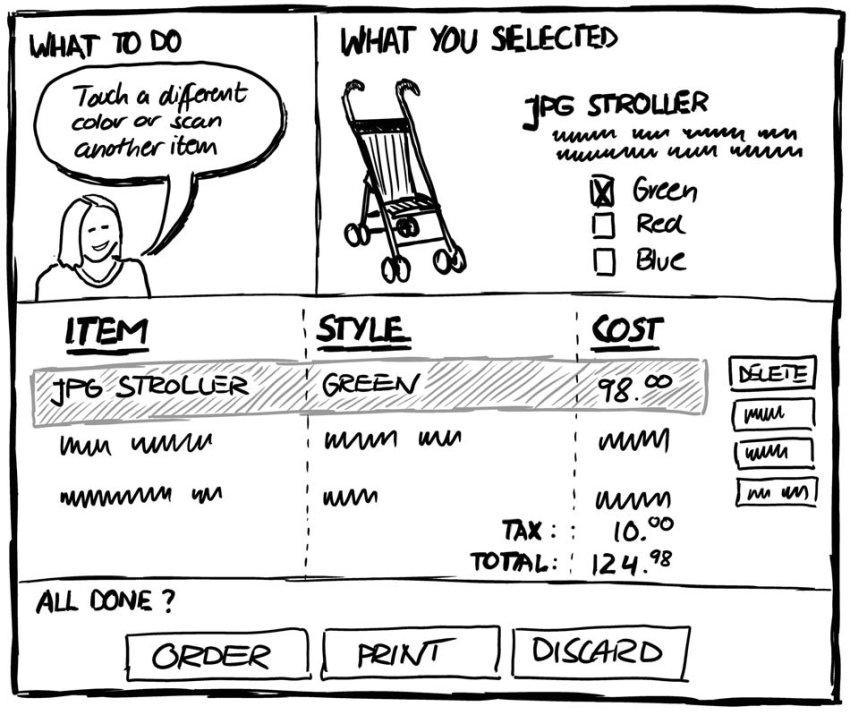 WHAT TO DO
Touch a different
color or scan
another item
WHAT YOU SELECTED
JPG STROLLER
Green
Red
Blue
ITEM STYLE COST
JPG STROLLER GREEN 98.00
DELETE
TAX : : 10.00
TOTAL: : 124.98
ALL DONE ?
ORDER PRINT DISCARD